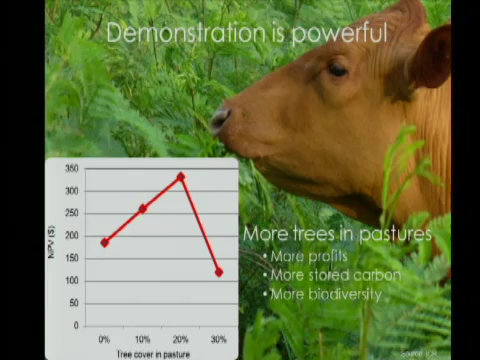 Demonstration is powerful
350
300
250
200
150
100
50
0
NPV ($)
0%
10%
20%
30%
Tree cover in pasture
More trees in pastures
• More profits
• More stored carbon
• More biodiversity